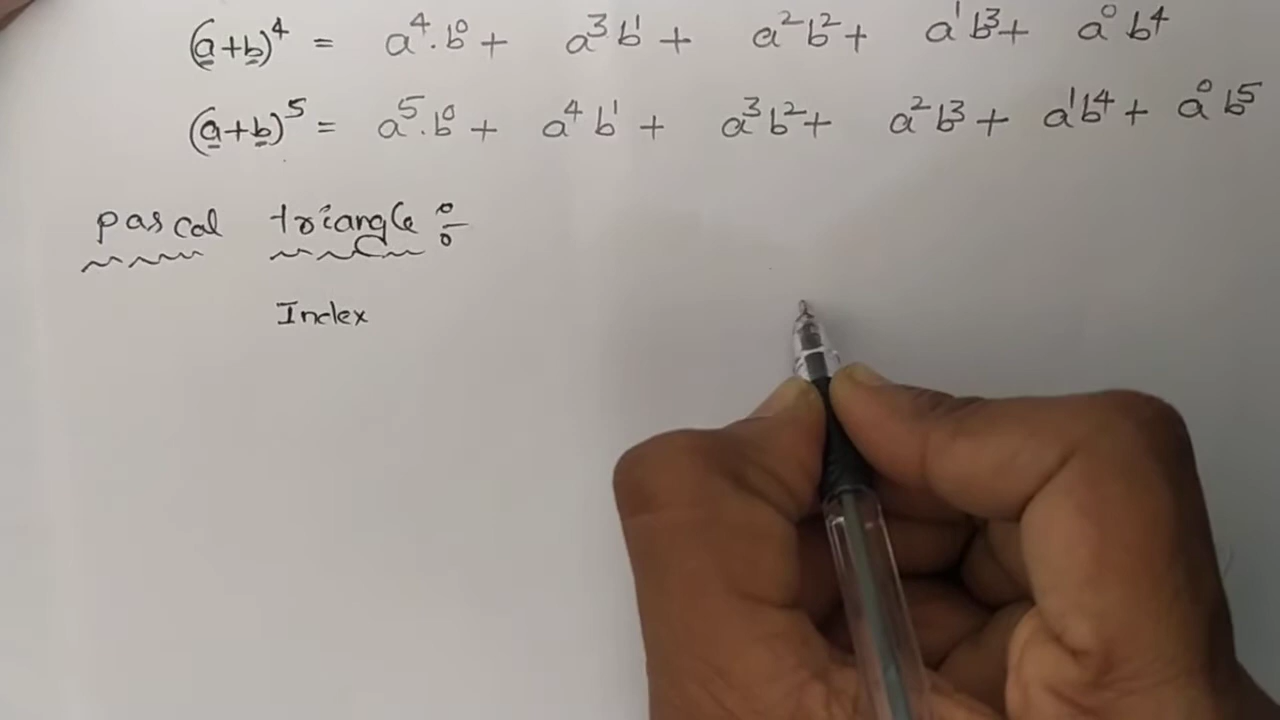 (a+b)⁴ = a⁴.b⁰ + a³b¹ + a²b² + a¹b³ + a⁰b⁴
(a+b)⁵ = a⁵.b⁰ + a⁴b¹ + a³b² + a²b³ + a¹b⁴ + a⁰b⁵
pascal triangle :-
Index